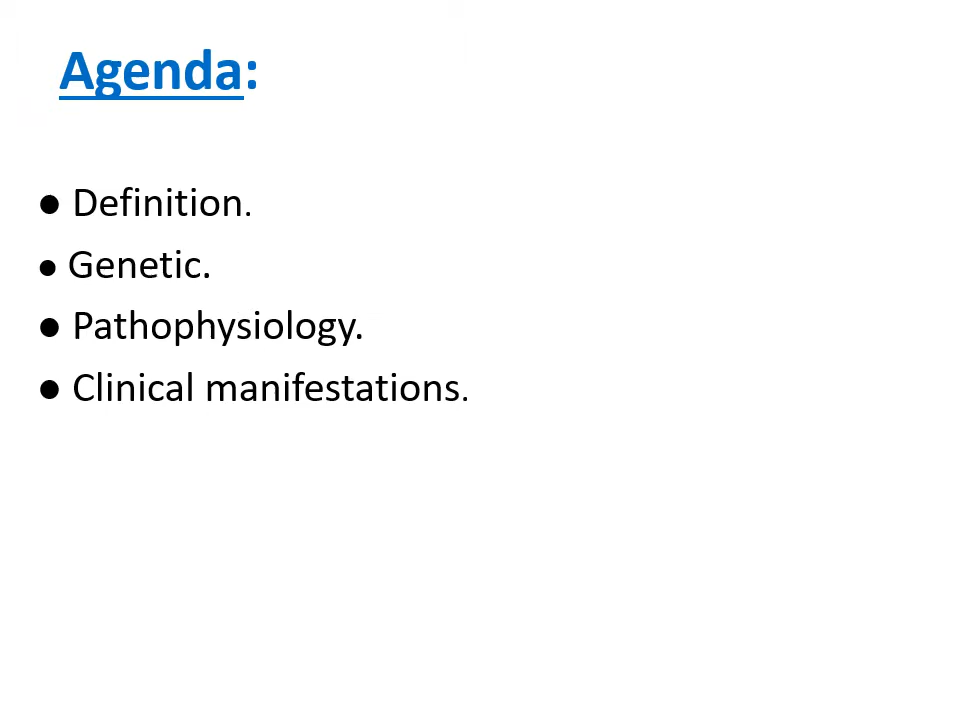 Agenda:
● Definition.
● Genetic.
● Pathophysiology.
● Clinical manifestations.